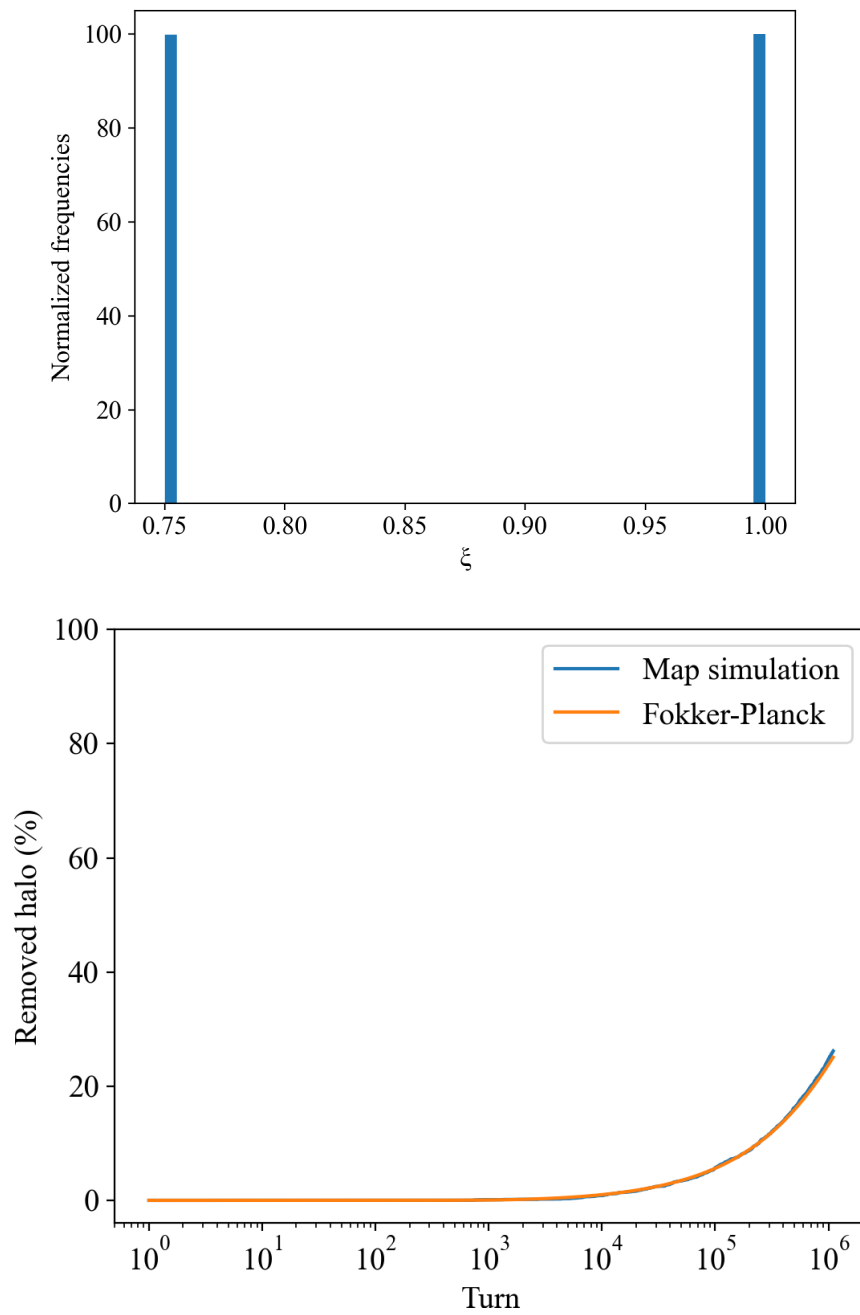 Normalized frequencies
100
80
60
40
20
0
0.75 0.80 0.85 0.90 0.95 1.00
ξ
Removed halo (%)
100
80
60
40
20
0
Map simulation
Fokker-Planck
10⁰ 10¹ 10² 10³ 10⁴ 10⁵ 10⁶
Turn